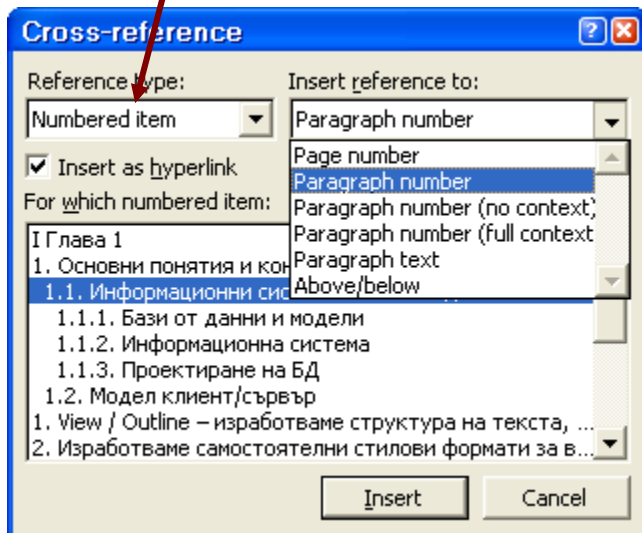 Cross-reference
Reference type:
Insert reference to:
Numbered item
Paragraph number
Insert as hyperlink
Page number
Paragraph number
Paragraph number (no context)
Paragraph number (full context
Paragraph text
Above/below
For which numbered item:
I Глава 1
1. Основни понятия и
1.1. Информационни
1.1.1. Бази от данни и модели
1.1.2. Информационна система
1.1.3. Проектиране на БД
1.2. Модел клиент/сървър
1. View / Outline – изработваме структура на текста, ...
2. Изработваме самостоятелни стилови формати за в...
Insert
Cancel